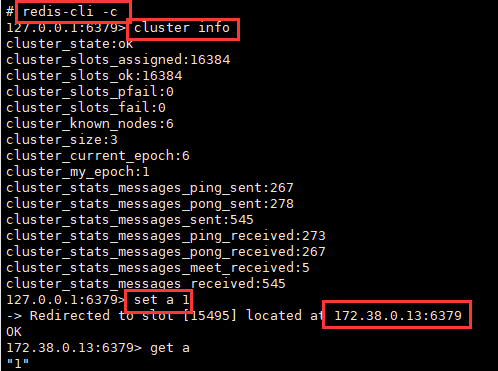 # redis-cli -c
127.0.0.1:6379> cluster info
cluster_state:ok
cluster_slots_assigned:16384
cluster_slots_ok:16384
cluster_slots_pfail:0
cluster_slots_fail:0
cluster_known_nodes:6
cluster_size:3
cluster_current_epoch:6
cluster_my_epoch:1
cluster_stats_messages_ping_sent:267
cluster_stats_messages_pong_sent:278
cluster_stats_messages_sent:545
cluster_stats_messages_ping_received:273
cluster_stats_messages_pong_received:267
cluster_stats_messages_meet_received:5
cluster_stats_messages_received:545
127.0.0.1:6379> set a 1
-> Redirected to slot [15495] located at 172.38.0.13:6379
OK
172.38.0.13:6379> get a
"1"